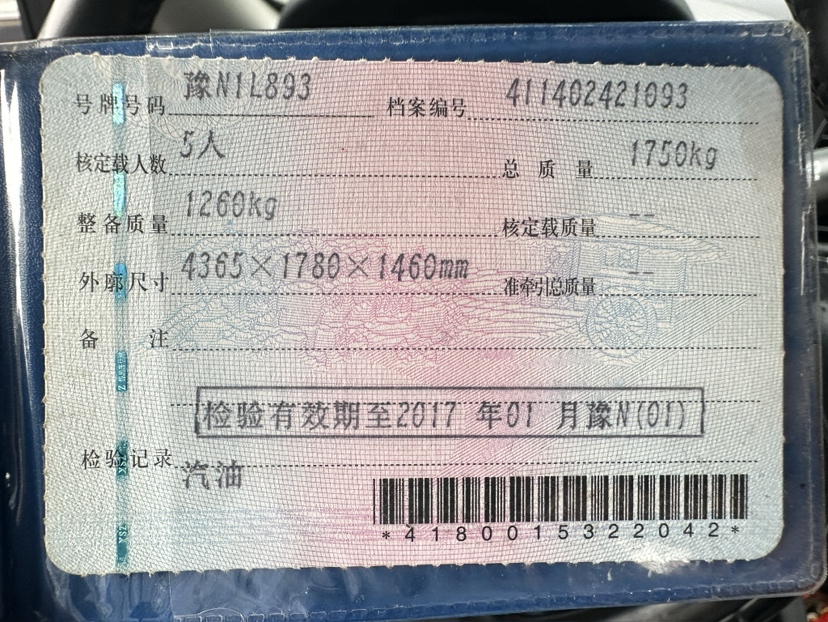 号牌号码 豫N1L893 档案编号 411402421093
核定载人数 5人 总质量 1750kg
整备质量 1260kg 核定载质量 --
外廓尺寸 4365×1780×1460mm 准牵引总质量 --
备注
检验有效期至2017 年01 月豫N(01)
检验记录
汽油
*4180015322042*